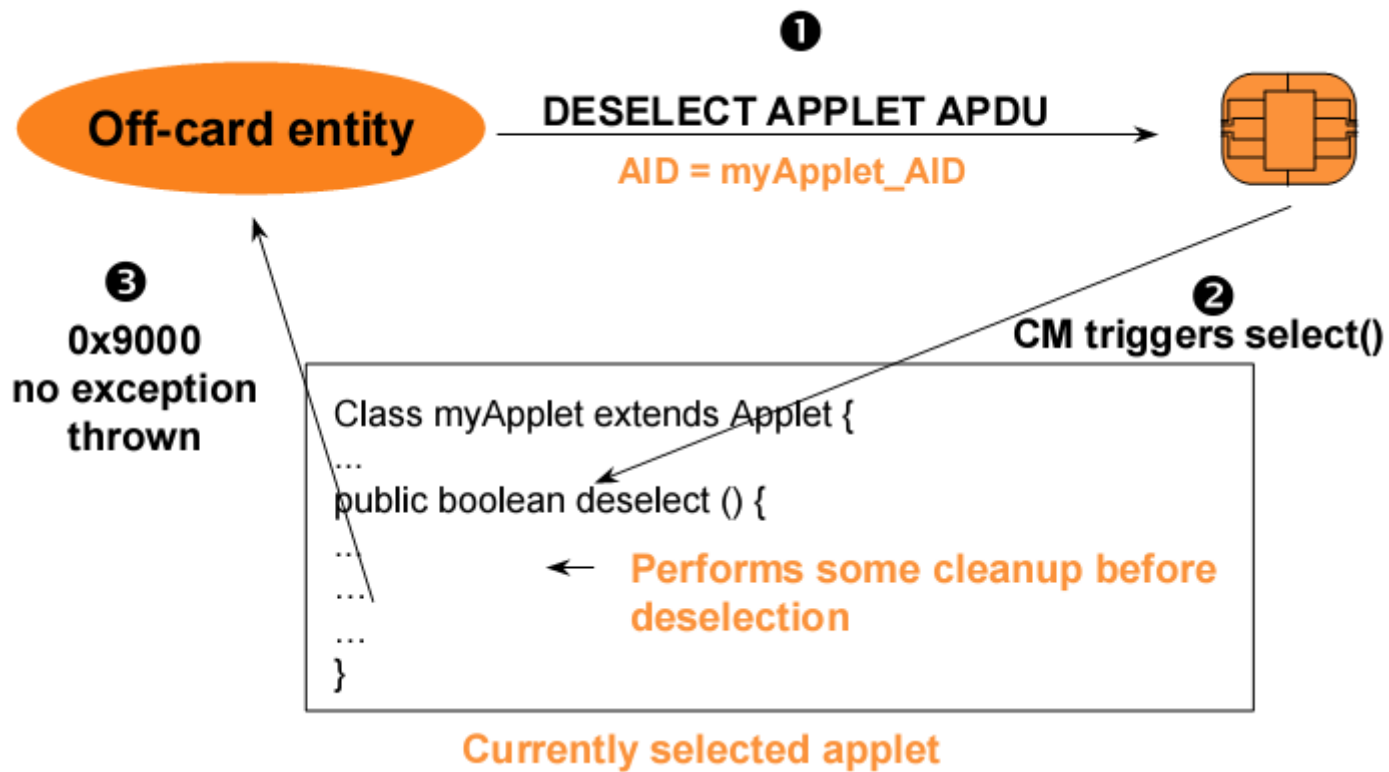 ❶
Off-card entity
DESELECT APPLET APDU
AID = myApplet_AID
❸
0x9000
no exception
thrown
❷
CM triggers select()
Class myApplet extends Applet {
...
public boolean deselect () {
...
...
...
}
Performs some cleanup before
deselection
Currently selected applet